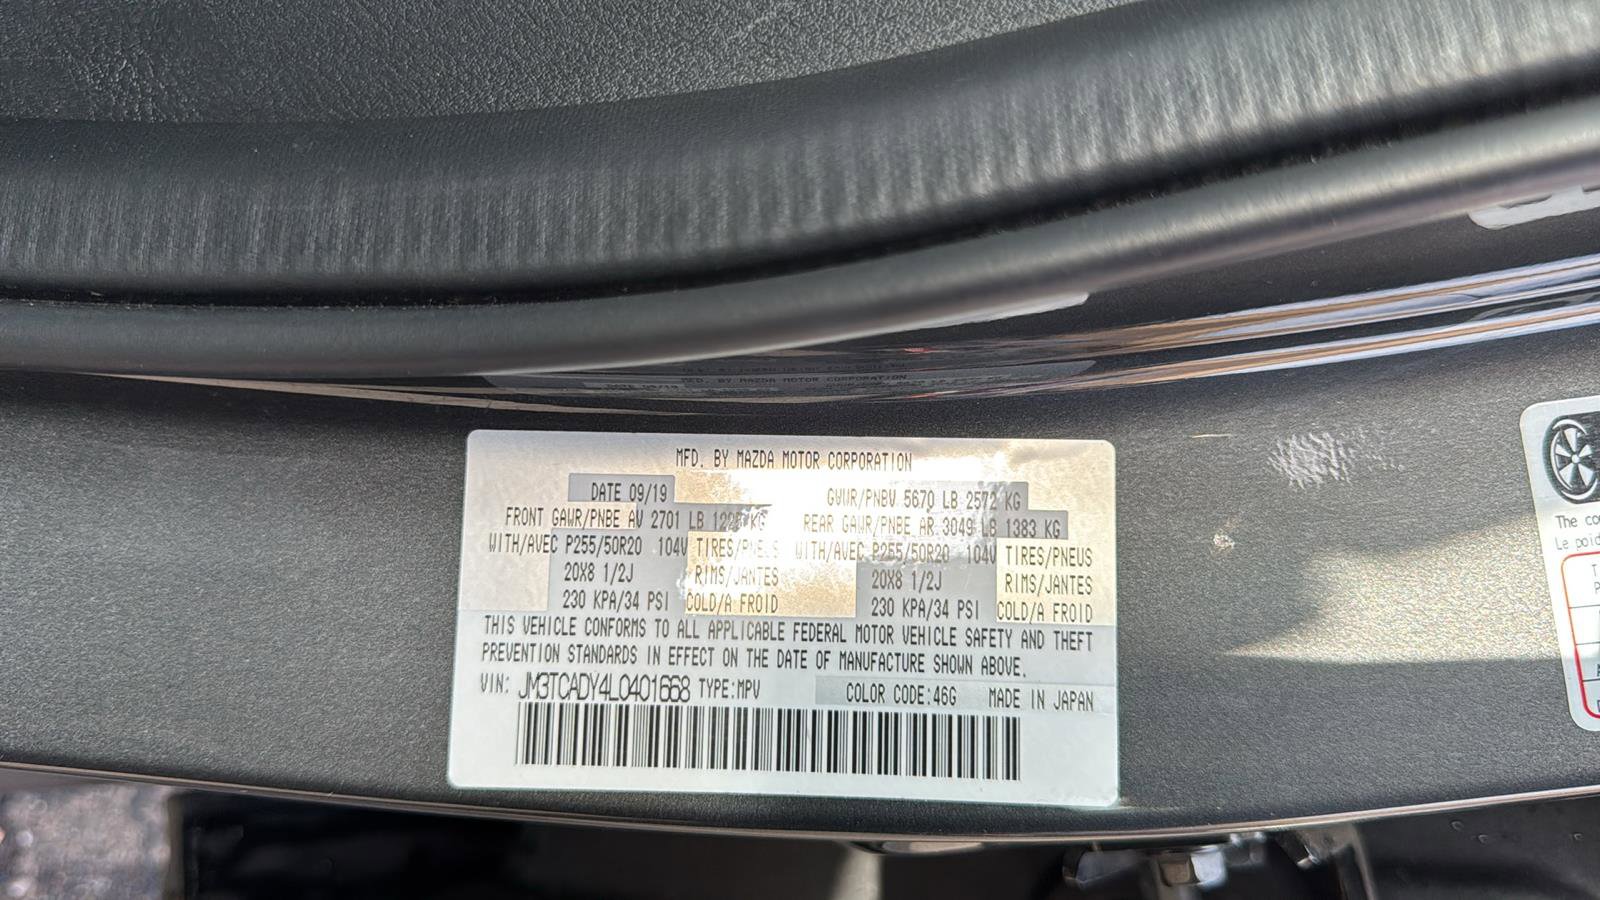 MFD. BY MAZDA MOTOR CORPORATION
DATE 09/19 GVWR/PNBV 5670 LB 2572 KG
FRONT GAWR/PNBE AV 2701 LB 1225 KG REAR GAWR/PNBE AR 3049 LB 1383 KG
WITH/AVEC P255/50R20 104V TIRES/PNEUS WITH/AVEC P255/50R20 104V TIRES/PNEUS
20X8 1/2J RIMS/JANTES 20X8 1/2J RIMS/JANTES
230 KPA/34 PSI COLD/A FROID 230 KPA/34 PSI COLD/A FROID
THIS VEHICLE CONFORMS TO ALL APPLICABLE FEDERAL MOTOR VEHICLE SAFETY AND THEFT
PREVENTION STANDARDS IN EFFECT ON THE DATE OF MANUFACTURE SHOWN ABOVE.
VIN: JM3TCADY4L0401668 TYPE:MPV COLOR CODE:46G MADE IN JAPAN
The
Le